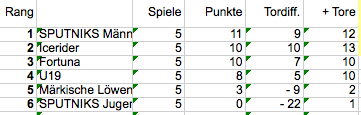 Rang Spiele Punkte Tordiff. + Tore
1 SPUTNIKS Männ 5 11 9 12
2 Icerider 5 10 10 13
3 Fortuna 5 10 7 10
4 U19 5 8 5 10
5 Märkische Löwen 5 3 - 9 2
6 SPUTNIKS Juger 5 0 - 22 1